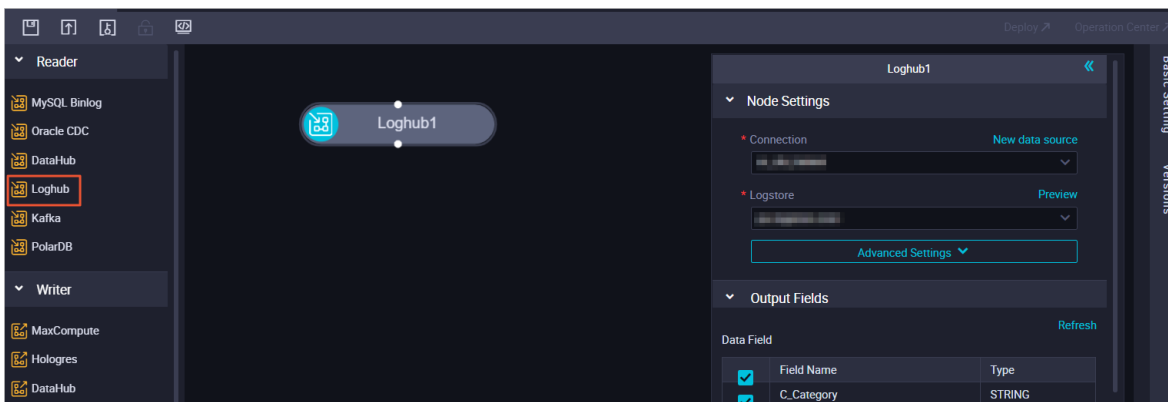 Deploy
Operation Center
Reader
MySQL Binlog
Oracle CDC
DataHub
Loghub
Kafka
PolarDB
Writer
MaxCompute
Hologres
DataHub
Loghub1
Loghub1
Node Settings
* Connection
New data source
* Logstore
Preview
Advanced Settings
Output Fields
Refresh
Data Field
Field Name
Type
C_Category
STRING
Basic Setting
Versions